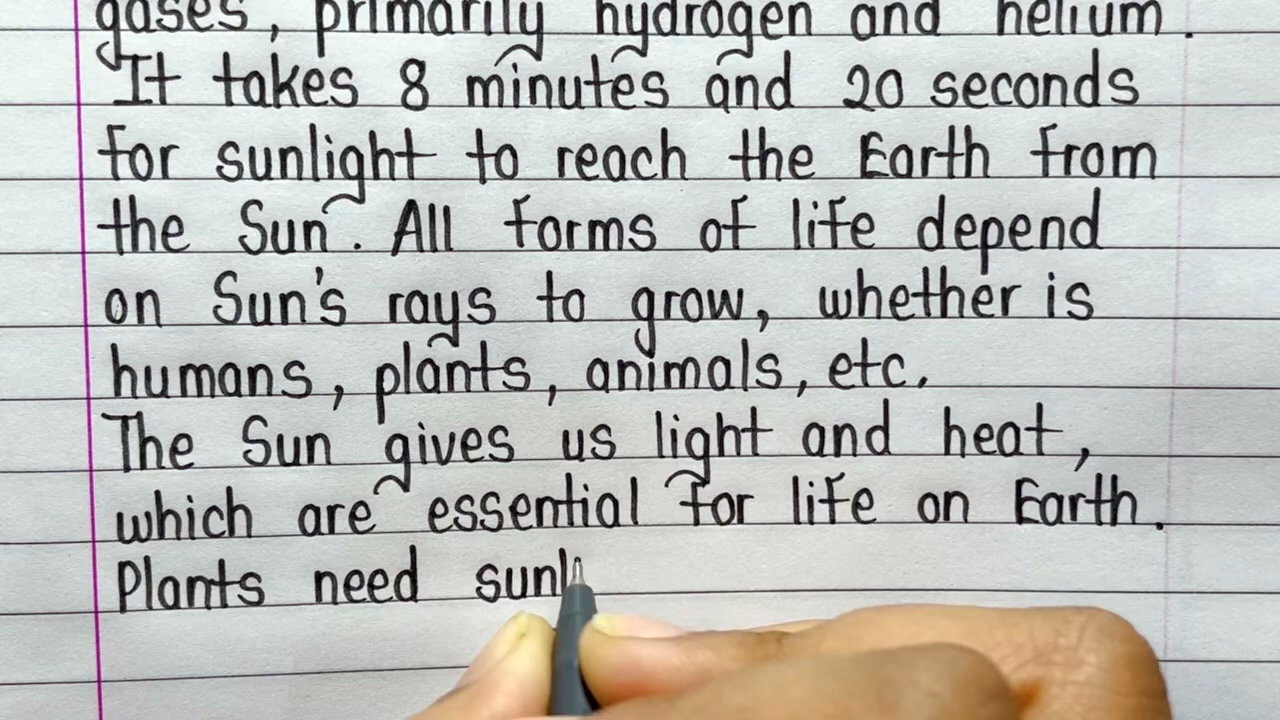 gases, primarily hydrogen and helium.
It takes 8 minutes and 20 seconds
for sunlight to reach the Earth from
the Sun. All forms of life depend
on Sun's rays to grow, whether is
humans, plants, animals, etc.
The Sun gives us light and heat,
which are essential for life on Earth.
Plants need sunl